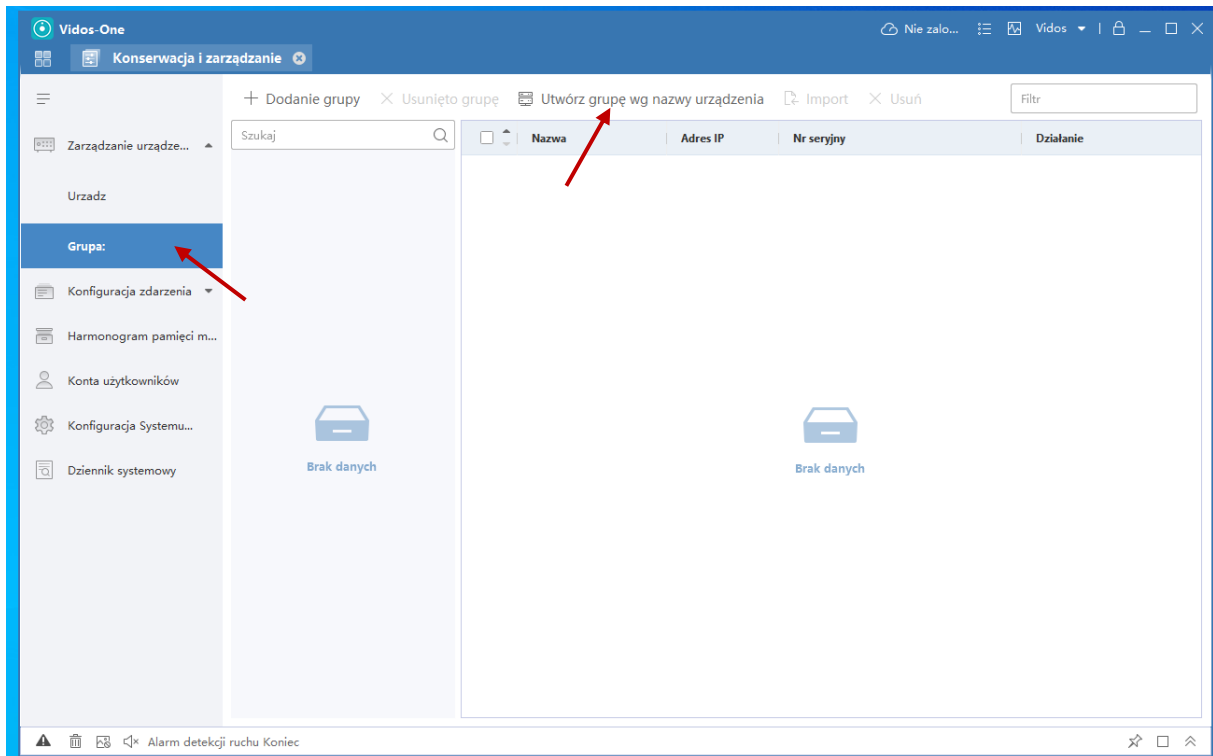 Vidos-One
Nie zalo...
Vidos
Konserwacja i zarządzanie
Dodanie grupy
Usunięto grupę
Utwórz grupę wg nazwy urządzenia
Import
Usuń
Filtr
Zarządzanie urządze...
Szukaj
Nazwa
Adres IP
Nr seryjny
Działanie
Urzadz
Grupa:
Konfiguracja zdarzenia
Harmonogram pamięci m...
Konta użytkowników
Konfiguracja Systemu...
Dziennik systemowy
Brak danych
Brak danych
Alarm detekcji ruchu Koniec